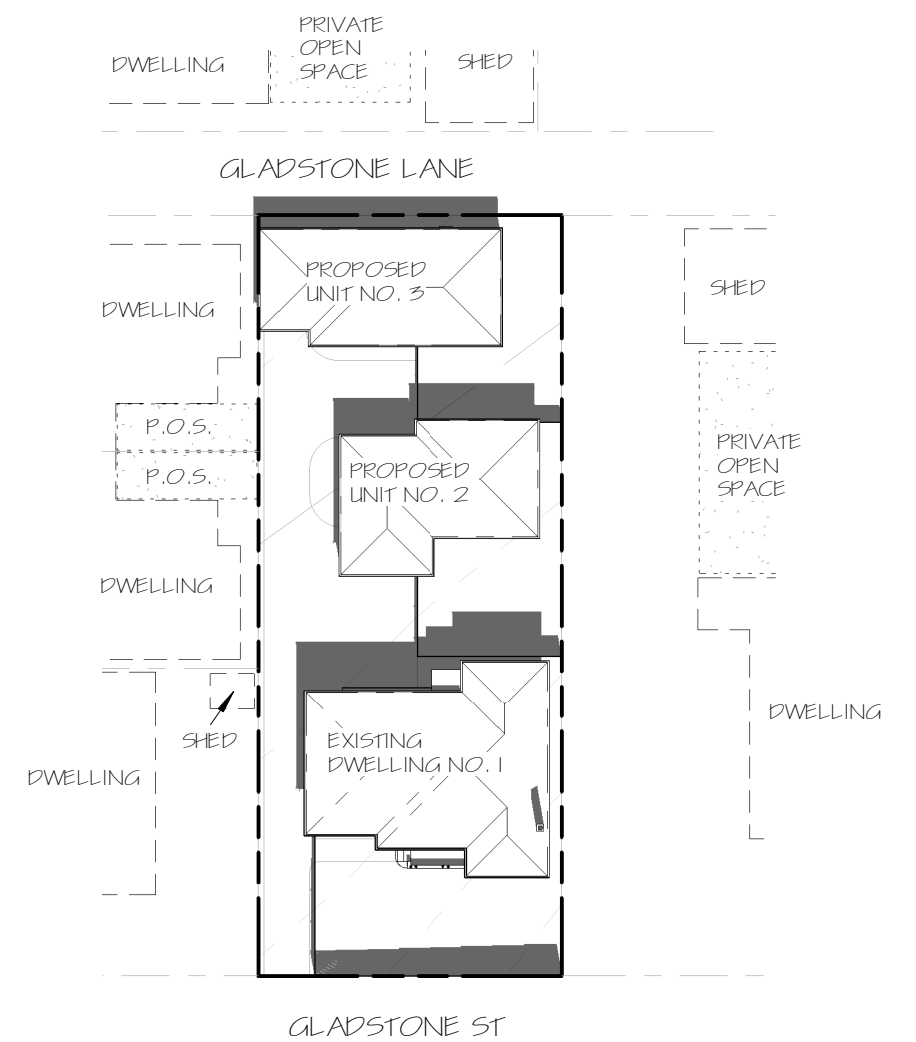 PRIVATE
OPEN
SPACE
DWELLING
SHED
GLADSTONE LANE
PROPOSED
UNIT NO. 3
DWELLING
SHED
P.O.S.
P.O.S.
PROPOSED
UNIT NO. 2
PRIVATE
OPEN
SPACE
DWELLING
SHED
EXISTING
DWELLING NO. 1
DWELLING
DWELLING
GLADSTONE ST